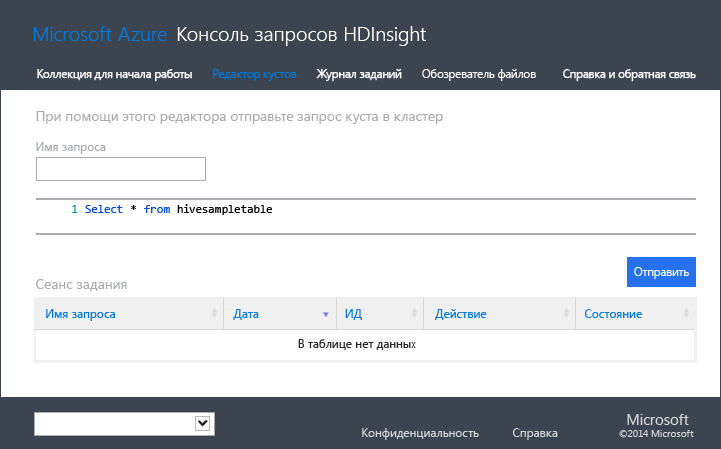 Microsoft Azure Консоль запросов HDInsight
Коллекция для начала работы Редактор кустов Журнал заданий Обозреватель файлов Справка и обратная связь
При помощи этого редактора отправьте запрос куста в кластер
Имя запроса
1 Select * from hivesampletable
Отправить
Сеанс задания
Имя запроса Дата ИД Действие Состояние
В таблице нет данных
Конфиденциальность Справка Microsoft
©2014 Microsoft